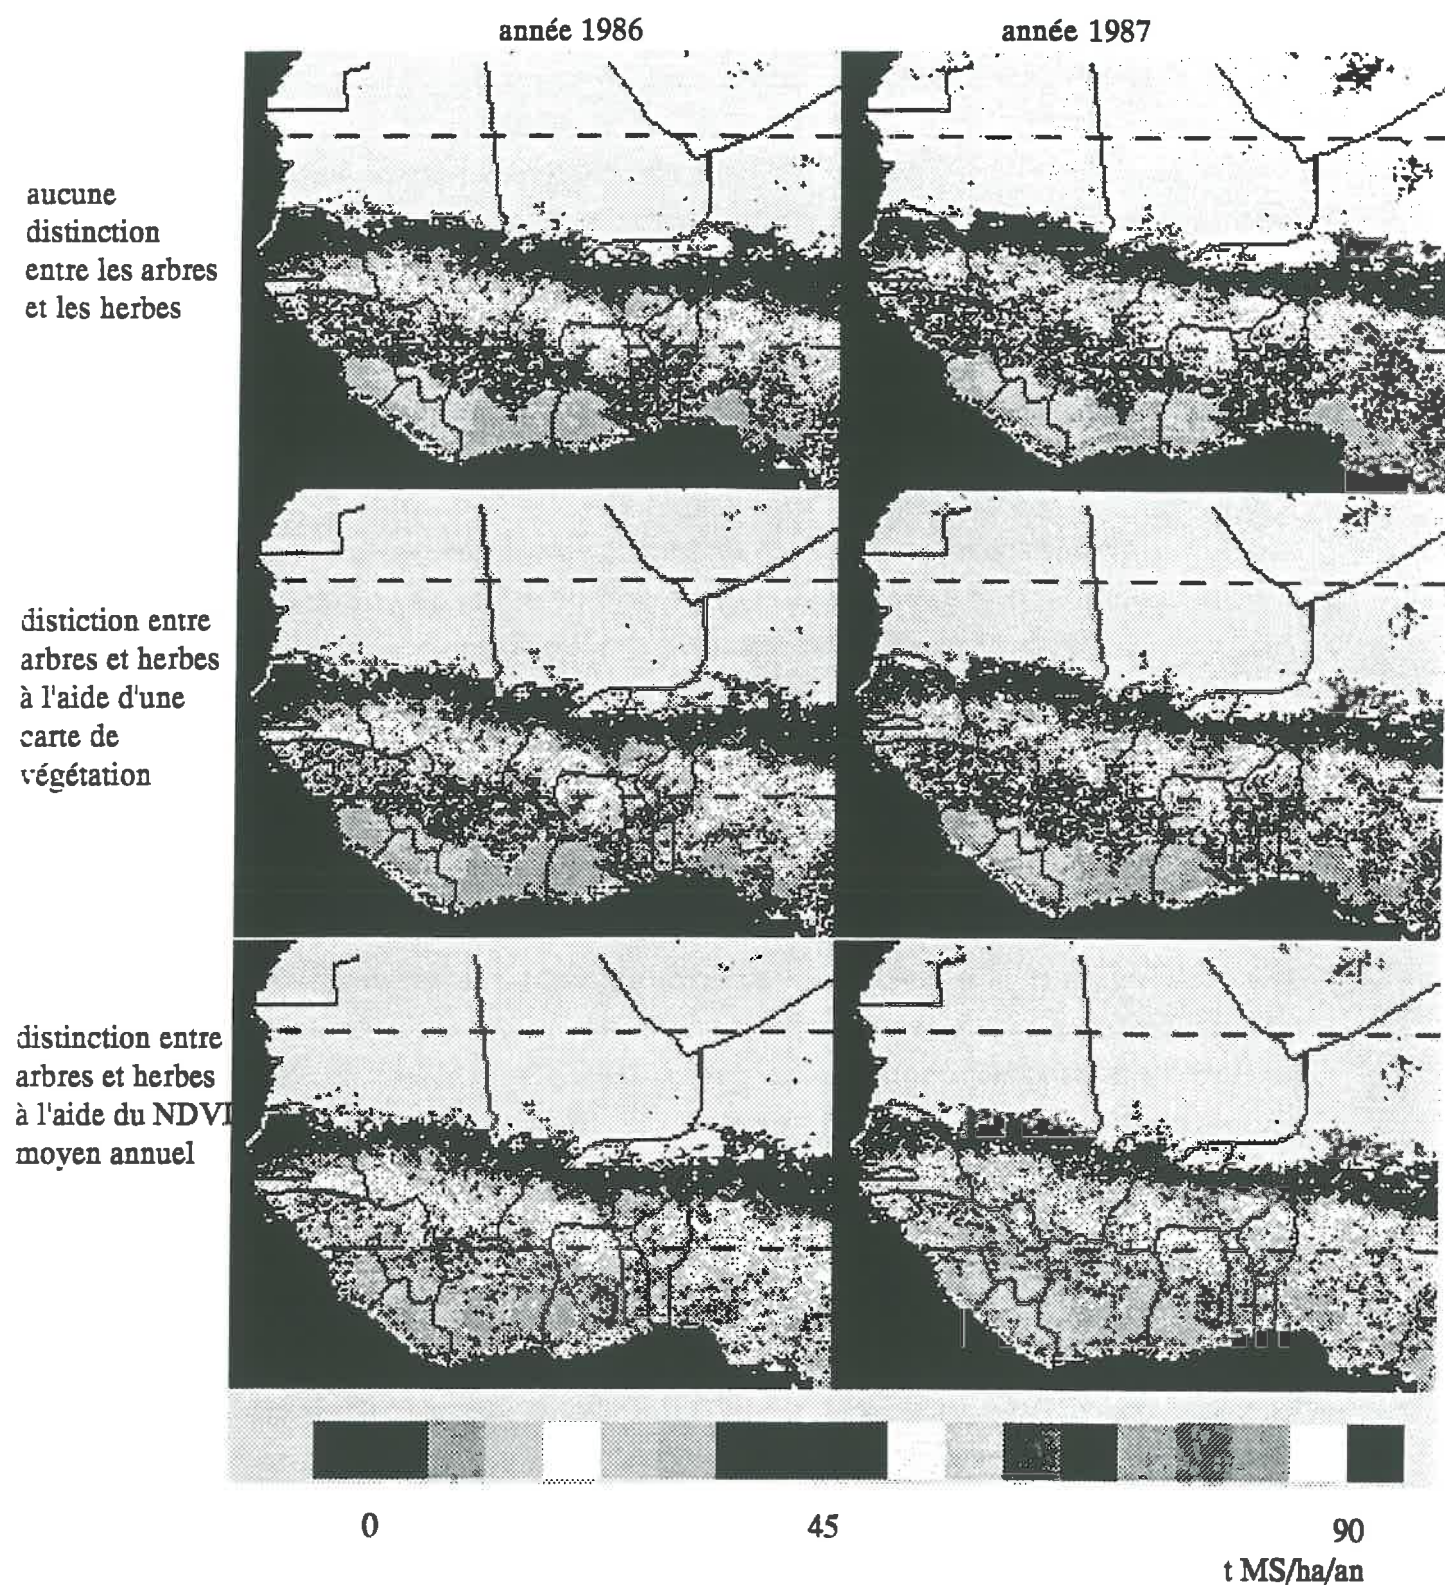 année 1986
année 1987
aucune
distinction
entre les arbres
et les herbes
distiction entre
arbres et herbes
à l'aide d'une
carte de
végétation
distinction entre
arbres et herbes
à l'aide du NDVI
moyen annuel
0
45
90
t MS/ha/an